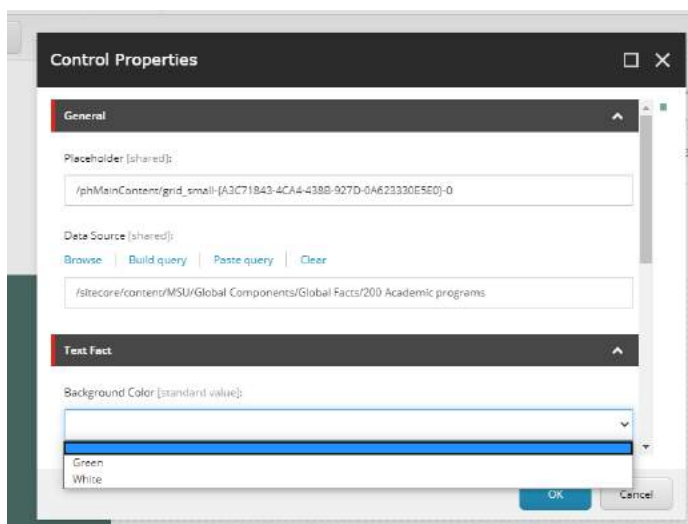 Control Properties
General
Placeholder [shared]:
/phMainContent/grid_small-{A3C71843-4CA4-438B-927D-0A623330E5E0}-0
Data Source [shared]:
Browse Build query Paste query Clear
/sitecore/content/MSU/Global Components/Global Facts/200 Academic programs
Text Fact
Background Color [standard value]:
Green
White
OK Cancel